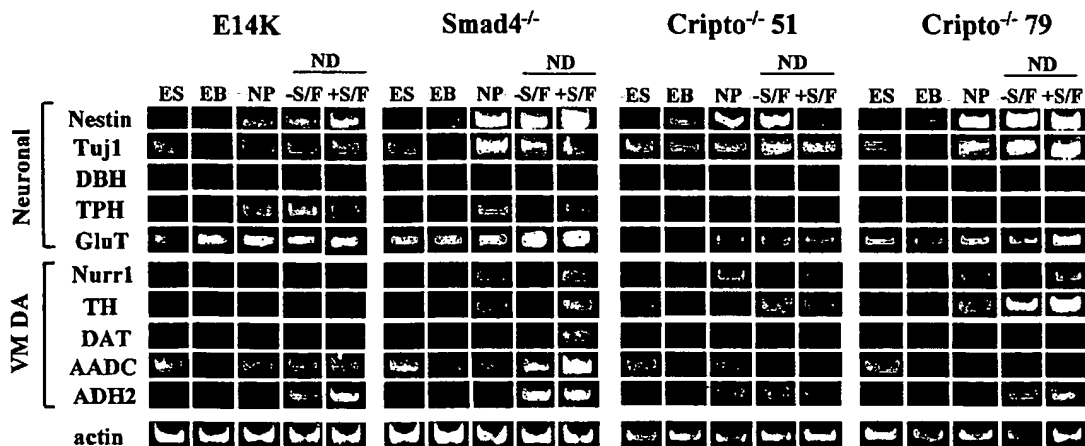 E14K Smad4-/- Cripto-/- 51 Cripto-/- 79
ND ND ND ND
ES EB NP -S/F +S/F ES EB NP -S/F +S/F ES EB NP -S/F +S/F ES EB NP -S/F +S/F
Neuronal
Nestin
Tuj1
DBH
TPH
GluT
VM DA
Nurr1
TH
DAT
AADC
ADH2
actin